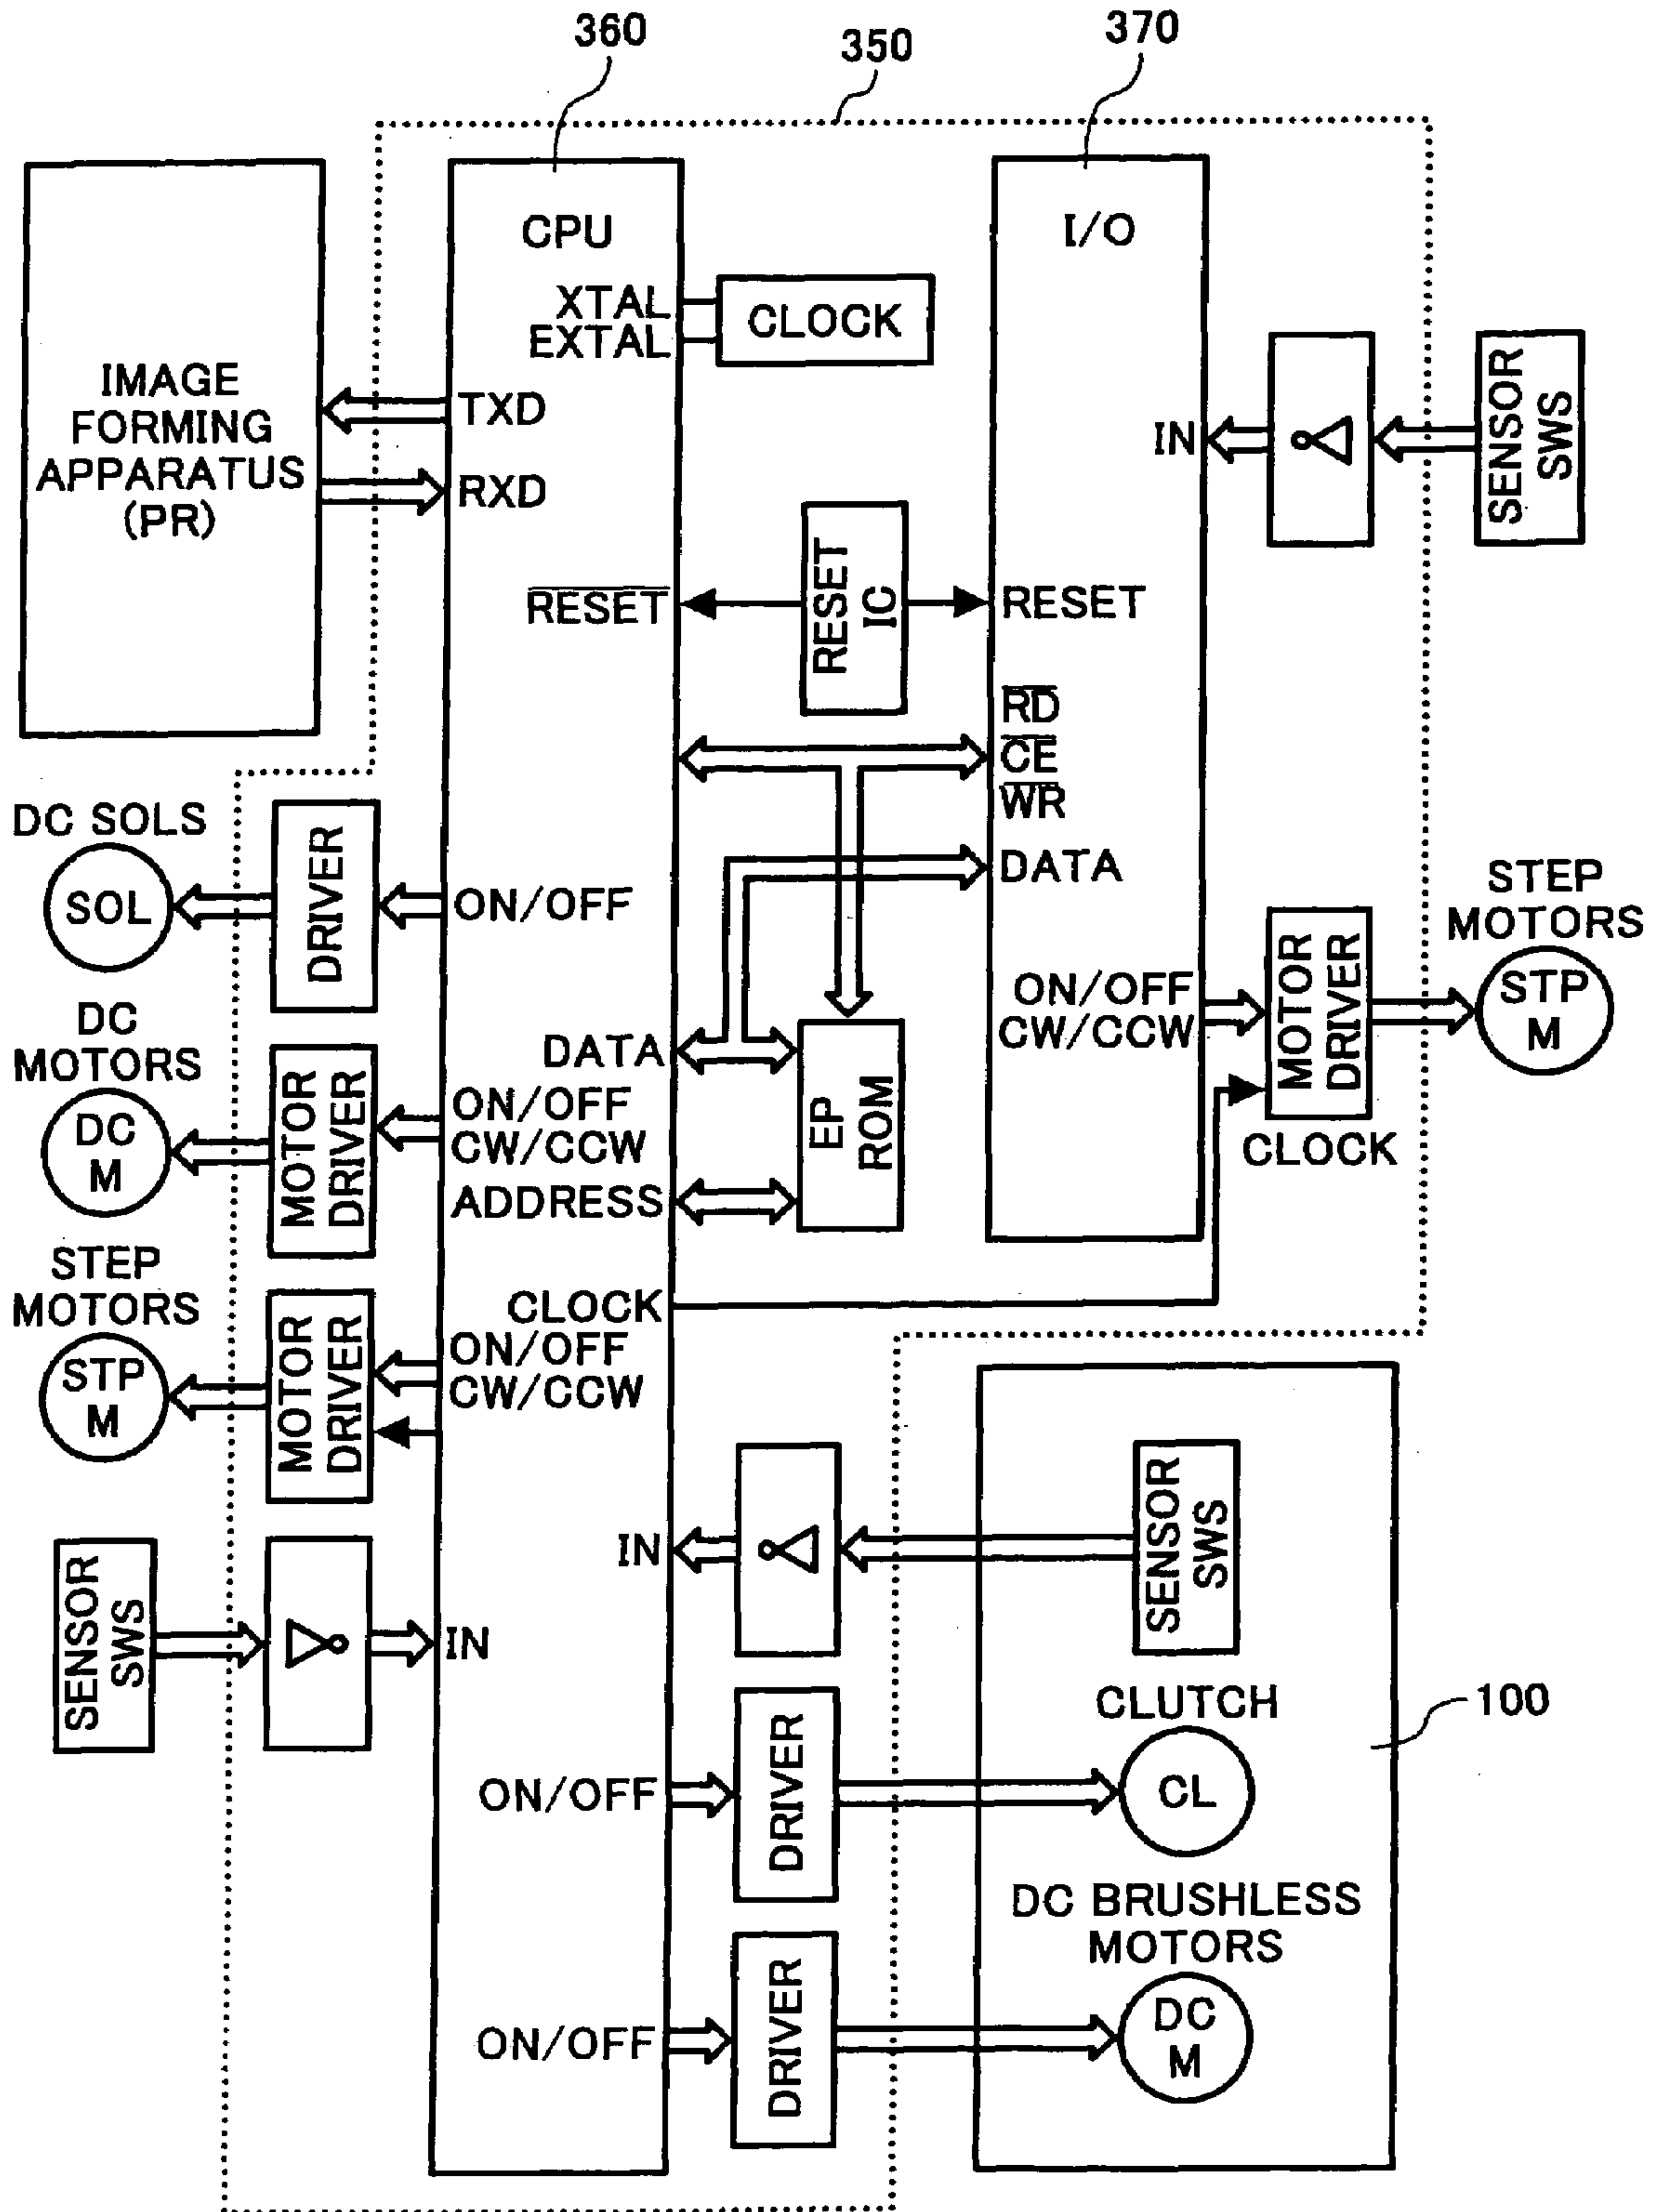 360
350
370
CPU
I/O
XTAL
EXTAL
CLOCK
IMAGE
FORMING
APPARATUS
(PR)
TXD
RXD
IN
SENSOR
SWS
RESET
RESET
IC
RESET
RD
CE
WR
DATA
DC SOLS
SOL
DRIVER
ON/OFF
STEP
MOTORS
STP
M
MOTOR
DRIVER
ON/OFF
CW/CCW
CLOCK
DC
MOTORS
DC
M
MOTOR
DRIVER
DATA
ON/OFF
CW/CCW
ADDRESS
EP
ROM
STEP
MOTORS
STP
M
MOTOR
DRIVER
CLOCK
ON/OFF
CW/CCW
SENSOR
SWS
IN
IN
SENSOR
SWS
CLUTCH
CL
100
ON/OFF
DRIVER
DC BRUSHLESS
MOTORS
DC
M
ON/OFF
DRIVER